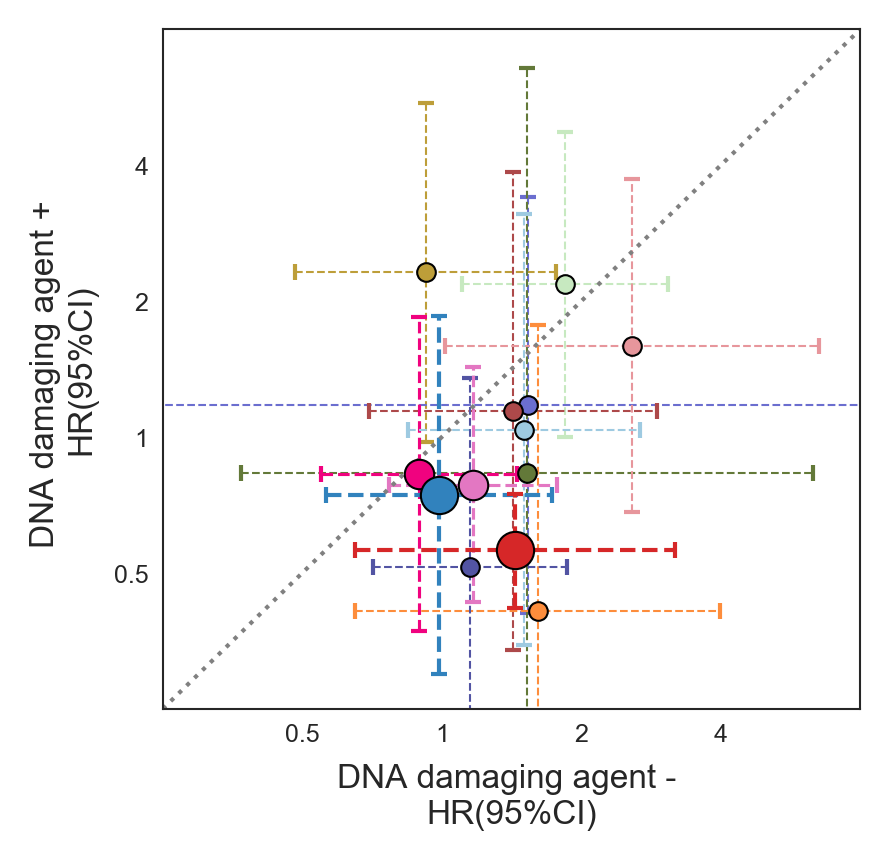 DNA damaging agent +
HR(95%CI)
4
2
1
0.5
0.5 1 2 4
DNA damaging agent -
HR(95%CI)